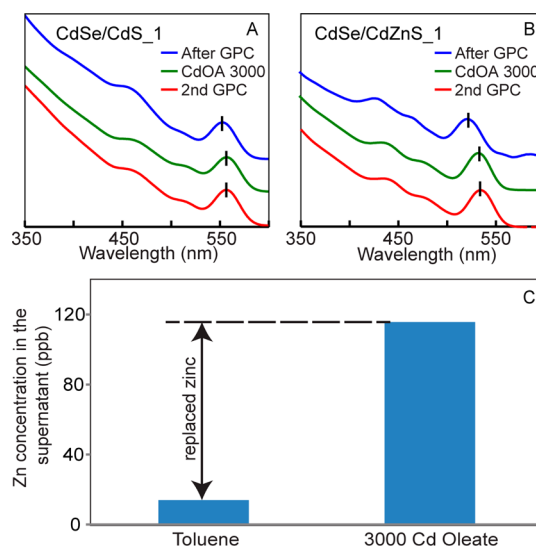 CdSe/CdS_1
A
After GPC
CdOA 3000
2nd GPC
350
450
550
Wavelength (nm)
CdSe/CdZnS_1
B
After GPC
CdOA 3000
2nd GPC
350
450
550
Wavelength (nm)
C
Zn concentration in the
supernatant (ppb)
120
80
40
0
replaced zinc
Toluene
3000 Cd Oleate